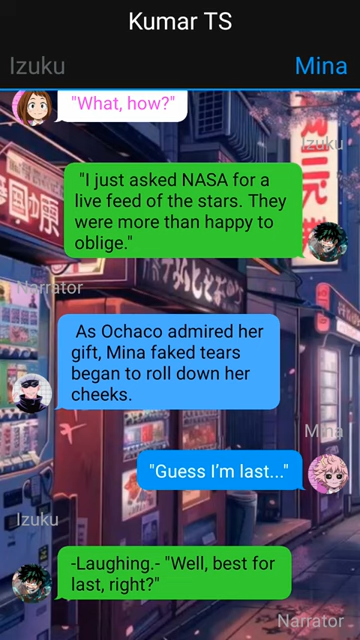 Kumar TS
Izuku
Mina
"What, how?"
Izuku
"I just asked NASA for a
live feed of the stars. They
were more than happy to
oblige."
Narrator
As Ochaco admired her
gift, Mina faked tears
began to roll down her
cheeks.
Mina
"Guess I’m last..."
Izuku
-Laughing.- "Well, best for
last, right?"
Narrator